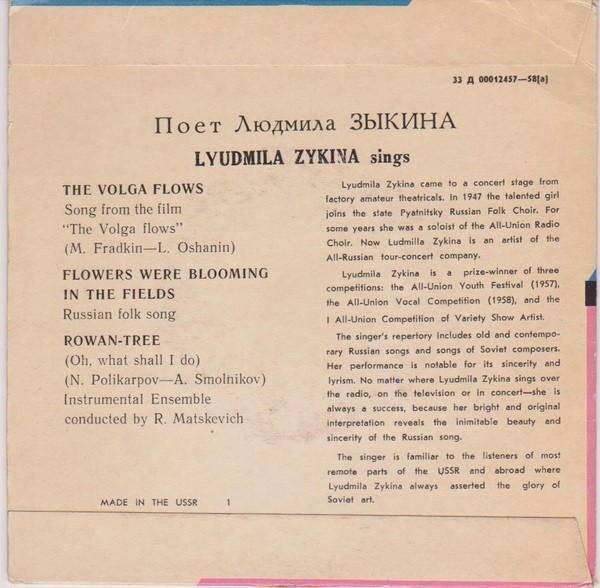 33 Д 00012457—58(a)
Поет Людмила ЗЫКИНА
LYUDMILA ZYKINA sings
THE VOLGA FLOWS
Song from the film
"The Volga flows"
(M. Fradkin—L. Oshanin)
FLOWERS WERE BLOOMING
IN THE FIELDS
Russian folk song
ROWAN-TREE
(Oh, what shall I do)
(N. Polikarpov—A. Smolnikov)
Instrumental Ensemble
conducted by R. Matskevich
Lyudmila Zykina came to a concert stage from
factory amateur theatricals. In 1947 the talented girl
joins the state Pyatnitsky Russian Folk Choir. For
some years she was a soloist of the All-Union Radio
Choir. Now Ludmilla Zykina is an artist of the
All-Russian tour-concert company.
Lyudmila Zykina is a prize-winner of three
competitions: the All-Union Youth Festival (1957),
the All-Union Vocal Competition (1958), and the
I All-Union Competition of Variety Show Artist.
The singer's repertory includes old and contempo-
rary Russian songs and songs of Soviet composers.
Her performance is notable for its sincerity and
lyrism. No matter where Lyudmila Zykina sings over
the radio, on the television or in concert—she is
always a success, because her bright and original
interpretation reveals the inimitable beauty and
sincerity of the Russian song.
The singer is familiar to the listeners of most
remote parts of the USSR and abroad where
Lyudmila Zykina always asserted the glory of
Soviet art.
MADE IN THE USSR 1